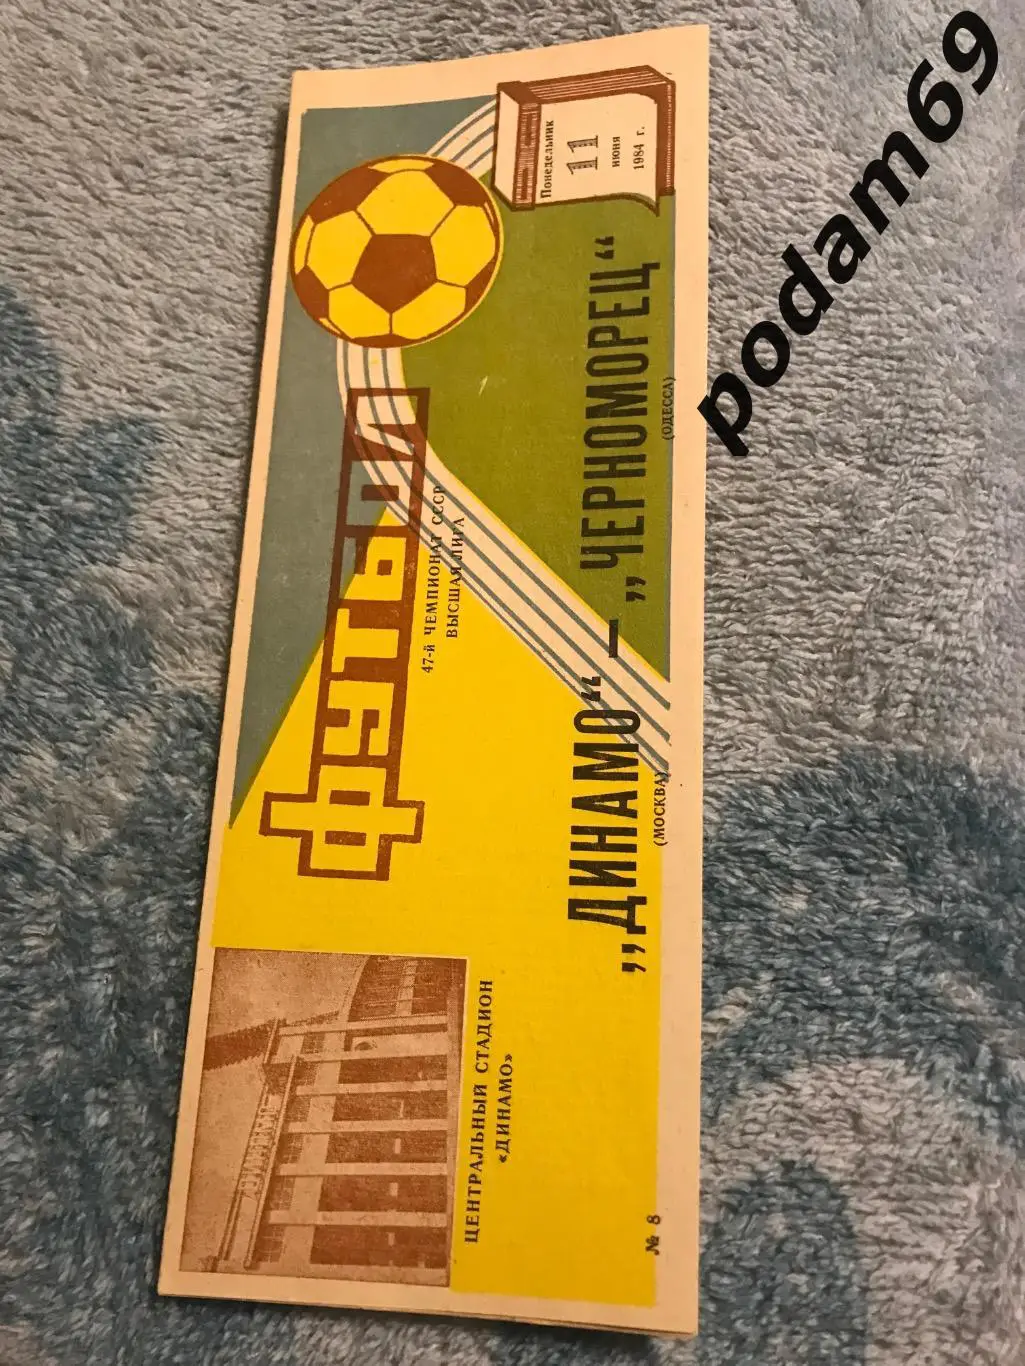 ЦЕНТРАЛЬНЫЙ СТАДИОН
«ДИНАМО»
ФУТБОЛ
47-й ЧЕМПИОНАТ СССР
ВЫСШАЯ ЛИГА
Понедельник
11
июня
1984 г.
„ДИНАМО“ — „ЧЕРНОМОРЕЦ“
(МОСКВА)
(ОДЕССА)
№ 8
podam69